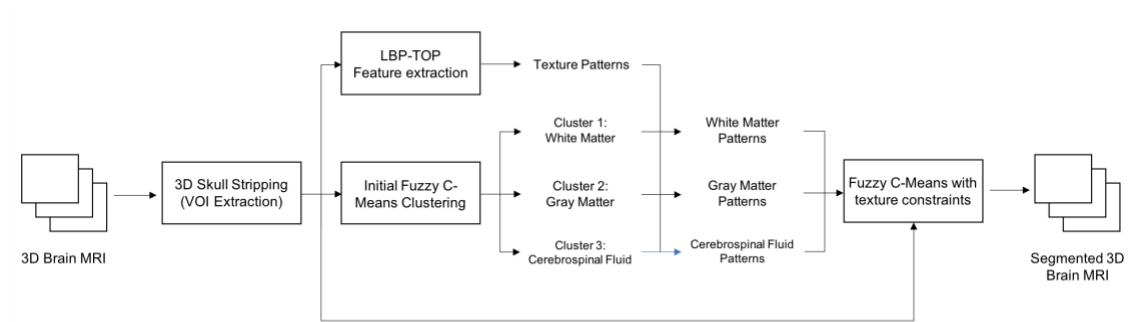 LBP-TOP
Feature extraction
Texture Patterns
Cluster 1:
White Matter
White Matter
Patterns
3D Skull Stripping
(VOI Extraction)
Initial Fuzzy C-
Means Clustering
Cluster 2:
Gray Matter
Gray Matter
Patterns
Fuzzy C-Means with
texture constraints
Cluster 3:
Cerebrospinal Fluid
Cerebrospinal Fluid
Patterns
3D Brain MRI
Segmented 3D
Brain MRI